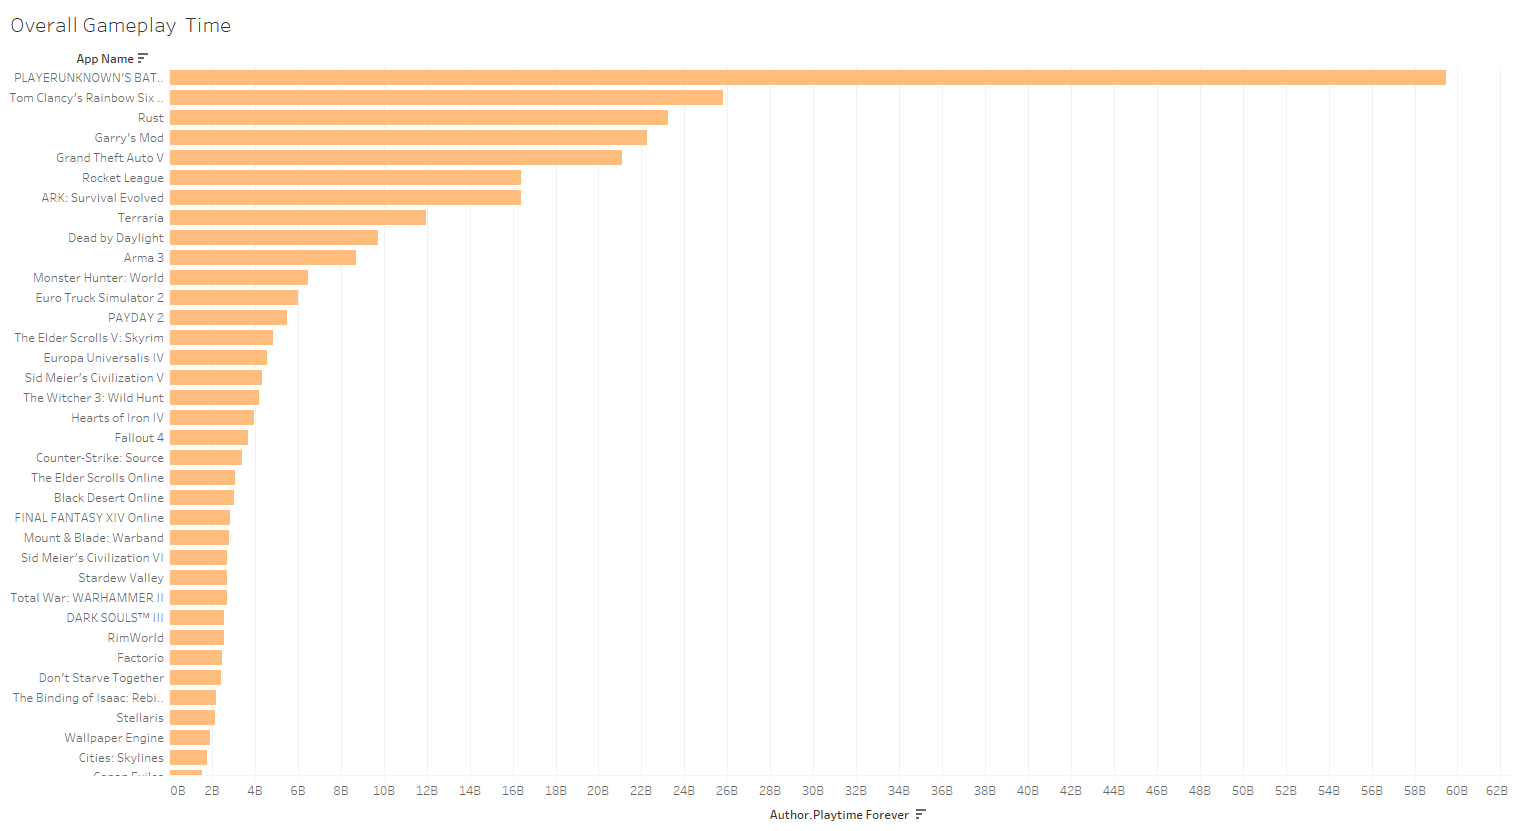 Overall Gameplay Time
App Name
PLAYERUNKNOWN'S BAT..
Tom Clancy's Rainbow Six ..
Rust
Garry's Mod
Grand Theft Auto V
Rocket League
ARK: Survival Evolved
Terraria
Dead by Daylight
Arma 3
Monster Hunter: World
Euro Truck Simulator 2
PAYDAY 2
The Elder Scrolls V: Skyrim
Europa Universalis IV
Sid Meier's Civilization V
The Witcher 3: Wild Hunt
Hearts of Iron IV
Fallout 4
Counter-Strike: Source
The Elder Scrolls Online
Black Desert Online
FINAL FANTASY XIV Online
Mount & Blade: Warband
Sid Meier's Civilization VI
Stardew Valley
Total War: WARHAMMER II
DARK SOULS™ III
RimWorld
Factorio
Don't Starve Together
The Binding of Isaac: Rebi..
Stellaris
Wallpaper Engine
Cities: Skylines
Conan Exiles
0B 2B 4B 6B 8B 10B 12B 14B 16B 18B 20B 22B 24B 26B 28B 30B 32B 34B 36B 38B 40B 42B 44B 46B 48B 50B 52B 54B 56B 58B 60B 62B
Author.Playtime Forever